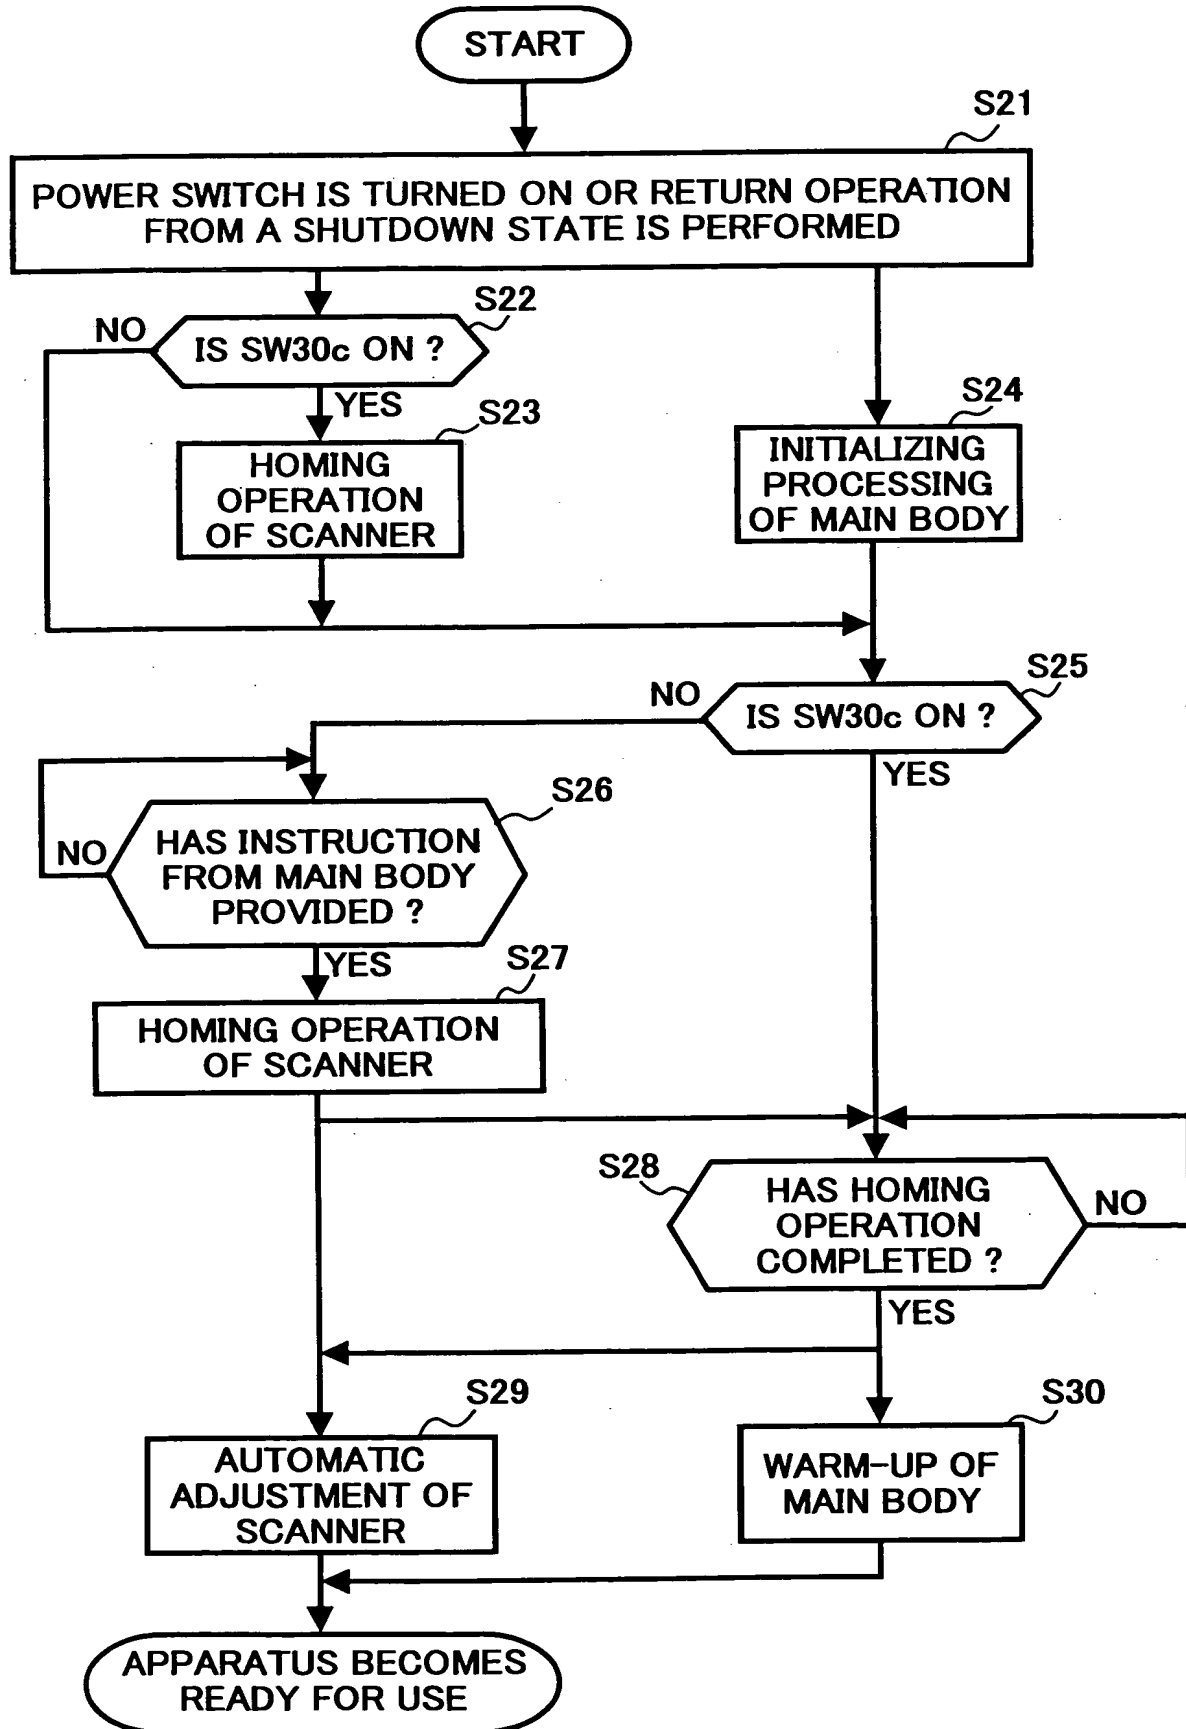 START
S21
POWER SWITCH IS TURNED ON OR RETURN OPERATION
FROM A SHUTDOWN STATE IS PERFORMED
S22
NO
IS SW30c ON ?
YES
S23
HOMING
OPERATION
OF SCANNER
S24
INITIALIZING
PROCESSING
OF MAIN BODY
S25
NO
IS SW30c ON ?
YES
S26
HAS INSTRUCTION
FROM MAIN BODY
PROVIDED ?
NO
YES
S27
HOMING OPERATION
OF SCANNER
S28
HAS HOMING
OPERATION
COMPLETED ?
NO
YES
S29
AUTOMATIC
ADJUSTMENT OF
SCANNER
S30
WARM-UP OF
MAIN BODY
APPARATUS BECOMES
READY FOR USE